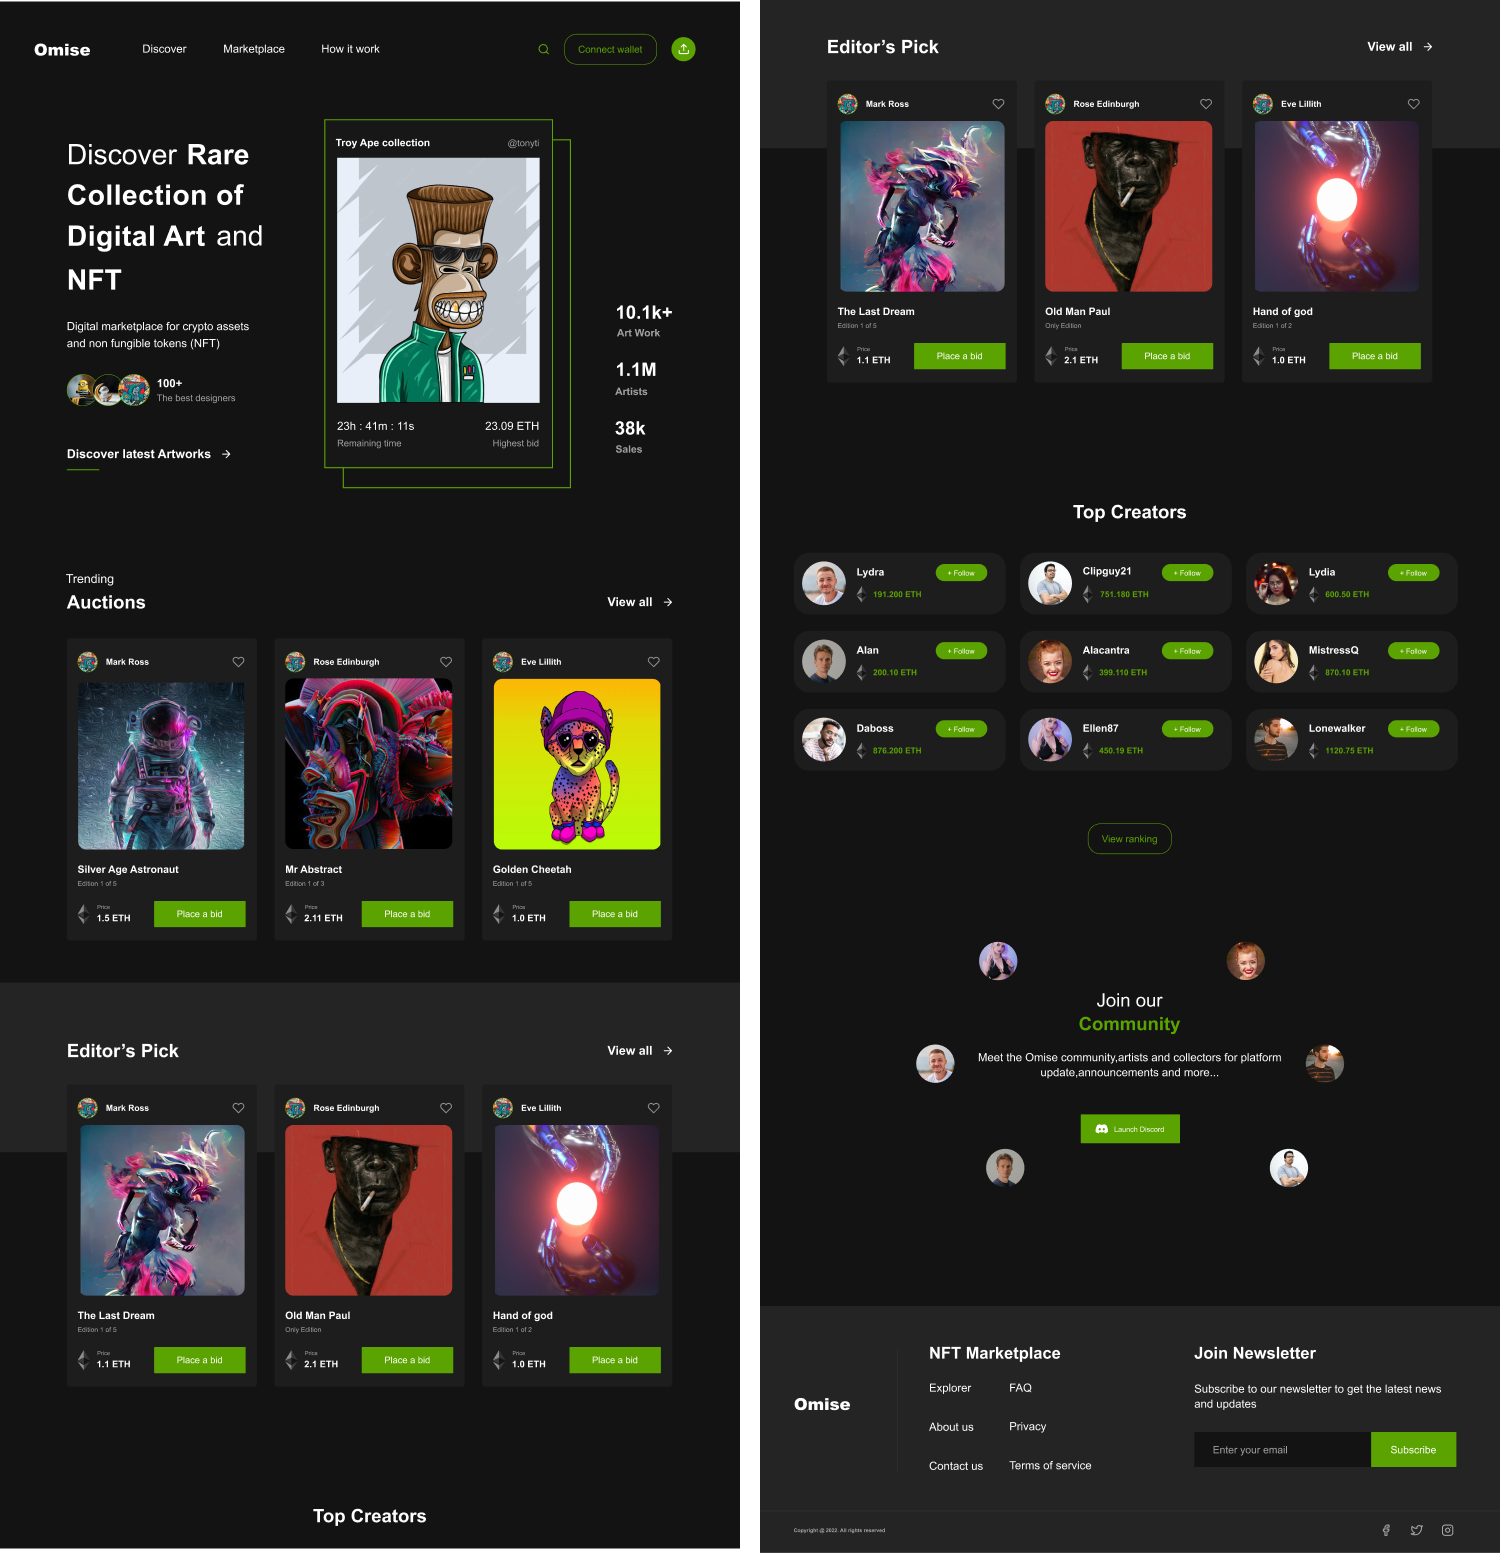 Omise
Discover
Marketplace
How it work
Connect wallet
Discover Rare
Collection of
Digital Art and
NFT
Digital marketplace for crypto assets
and non fungible tokens (NFT)
100+
The best designers
Discover latest Artworks
Troy Ape collection
@tonyti
23h : 41m : 11s
23.09 ETH
Remaining time
Highest bid
10.1k+
Art Work
1.1M
Artists
38k
Sales
Trending
Auctions
View all
Mark Ross
Silver Age Astronaut
Edition 1 of 5
Price
1.5 ETH
Place a bid
Rose Edinburgh
Mr Abstract
Edition 1 of 3
Price
2.11 ETH
Place a bid
Eve Lillith
Golden Cheetah
Edition 1 of 5
Price
1.0 ETH
Place a bid
Editor's Pick
View all
Mark Ross
The Last Dream
Edition 1 of 5
Price
1.1 ETH
Place a bid
Rose Edinburgh
Old Man Paul
Only Edition
Price
2.1 ETH
Place a bid
Eve Lillith
Hand of god
Edition 1 of 2
Price
1.0 ETH
Place a bid
Top Creators
Editor's Pick
View all
Mark Ross
The Last Dream
Edition 1 of 5
Price
1.1 ETH
Place a bid
Rose Edinburgh
Old Man Paul
Only Edition
Price
2.1 ETH
Place a bid
Eve Lillith
Hand of god
Edition 1 of 2
Price
1.0 ETH
Place a bid
Top Creators
Lydra
+ Follow
191.200 ETH
Clipguy21
+ Follow
751.180 ETH
Lydia
+ Follow
600.50 ETH
Alan
+ Follow
200.10 ETH
Alacantra
+ Follow
399.110 ETH
MistressQ
+ Follow
870.10 ETH
Daboss
+ Follow
876.200 ETH
Ellen87
+ Follow
450.19 ETH
Lonewalker
+ Follow
1120.75 ETH
View ranking
Join our
Community
Meet the Omise community,artists and collectors for platform
update,announcements and more...
Launch Discord
Omise
NFT Marketplace
Explorer
FAQ
About us
Privacy
Contact us
Terms of service
Join Newsletter
Subscribe to our newsletter to get the latest news
and updates
Enter your email
Subscribe
Copyright @ 2022. All rights reserved